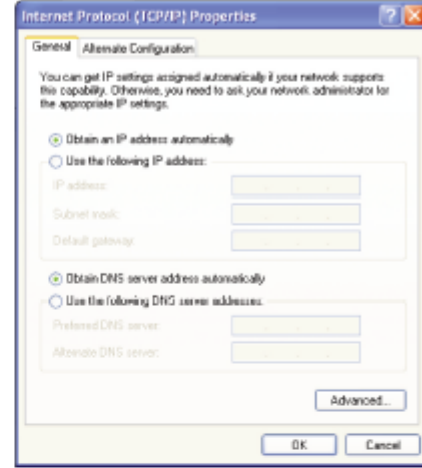 Internet Protocol (TCP/IP) Properties
General
Alternate Configuration
You can get IP settings assigned automatically if your network supports
this capability. Otherwise, you need to ask your network administrator for
the appropriate IP settings.
Obtain an IP address automatically
Use the following IP address:
IP address:
Subnet mask:
Default gateway:
Obtain DNS server address automatically
Use the following DNS server addresses:
Preferred DNS server:
Alternate DNS server:
Advanced...
OK
Cancel